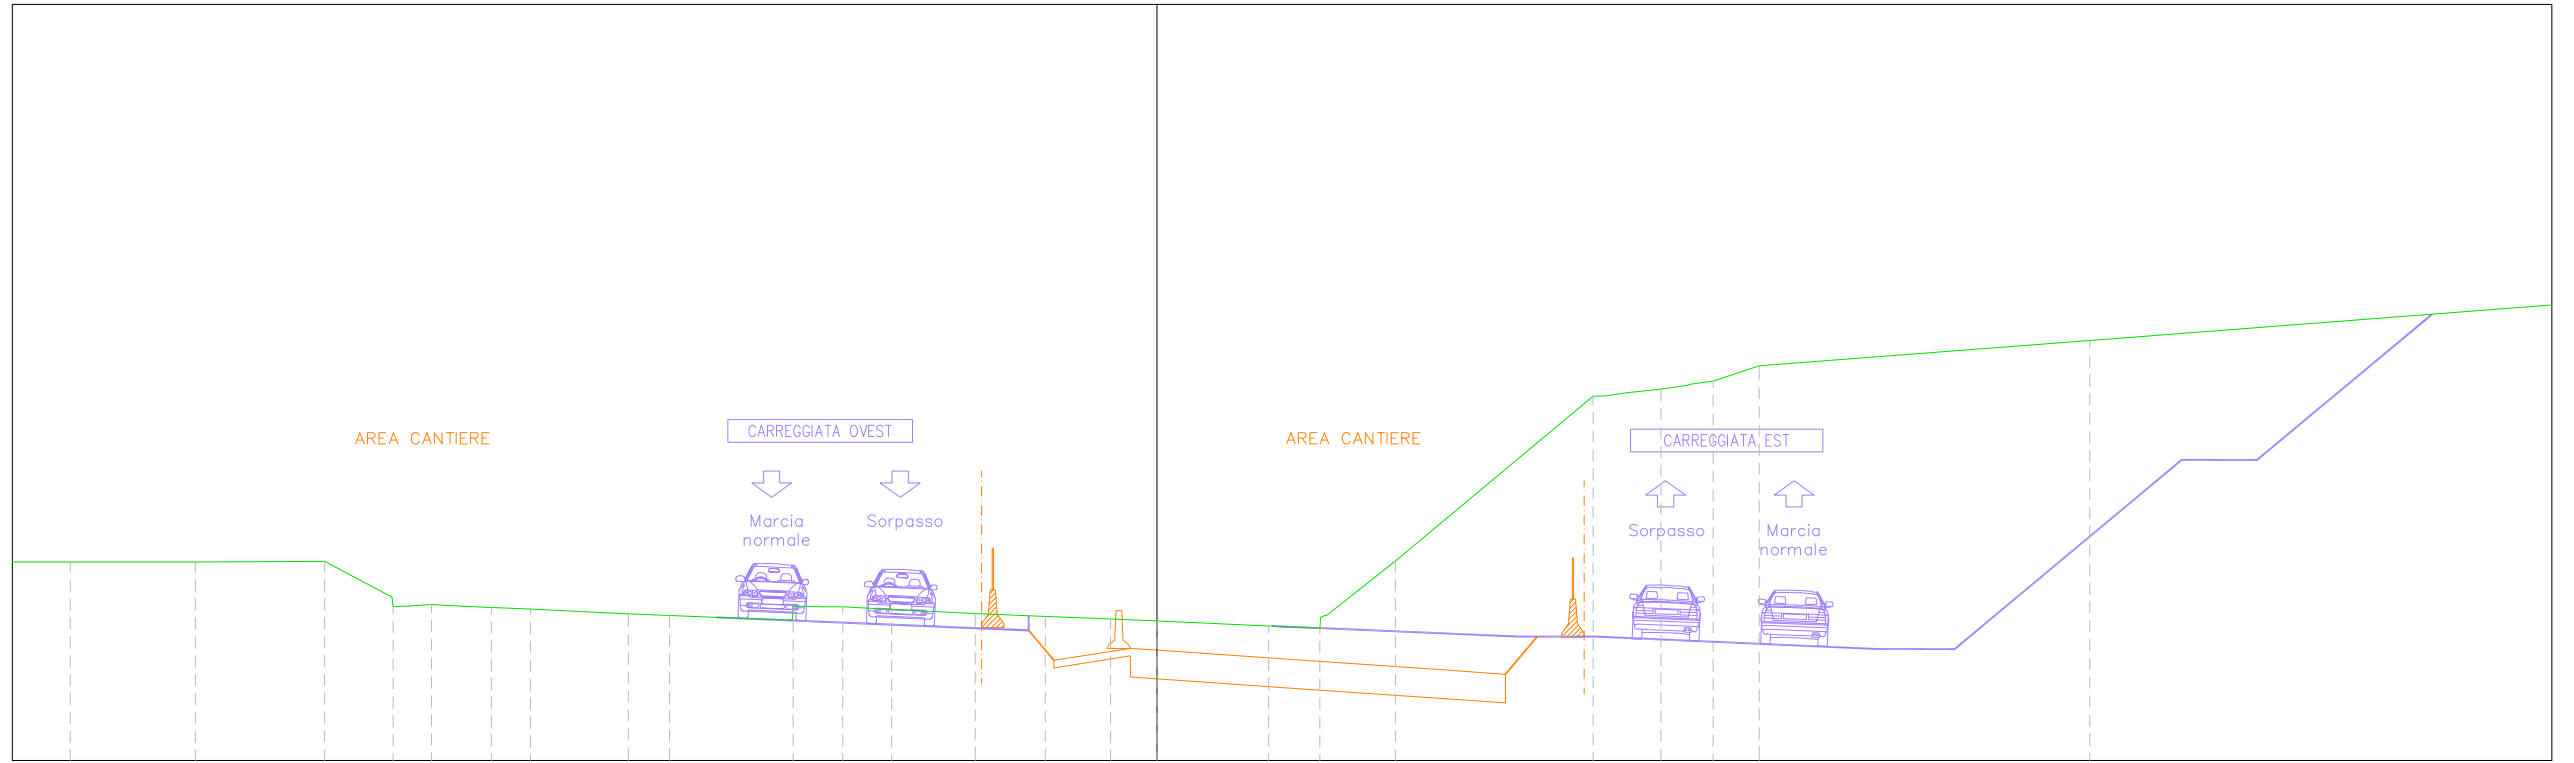 AREA CANTIERE
CARREGGIATA OVEST
Marcia
normale
Sorpasso
AREA CANTIERE
CARREGGIATA EST
Sorpasso
Marcia
normale